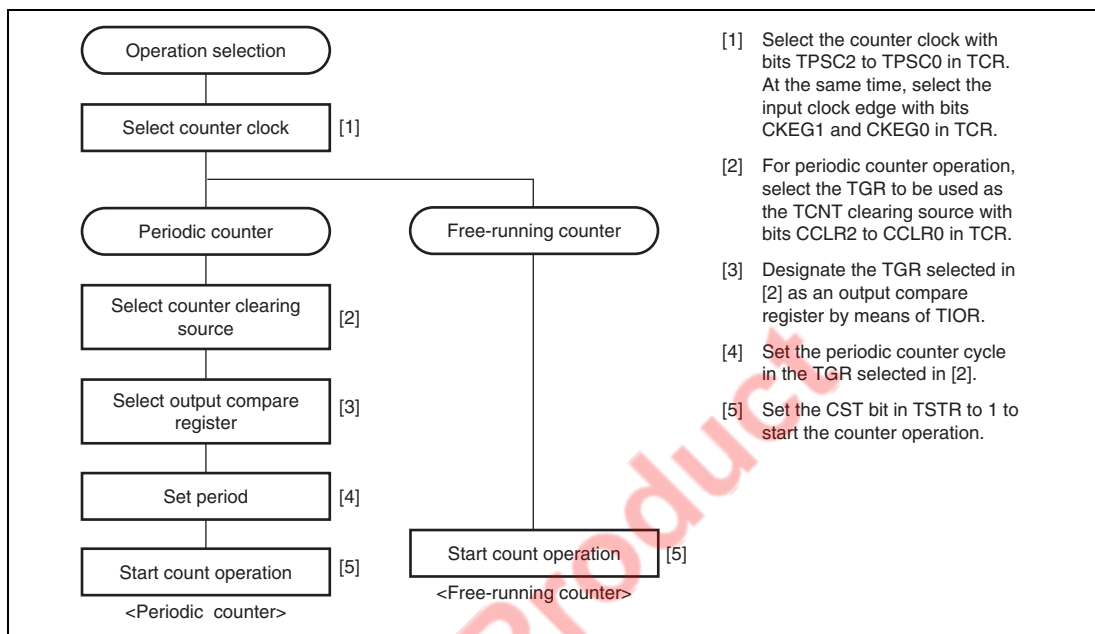 Operation selection
Select counter clock
[1]
Periodic counter
Free-running counter
Select counter clearing
source
[2]
Select output compare
register
[3]
Set period
[4]
Start count operation
[5]
<Periodic counter>
Start count operation
[5]
<Free-running counter>
[1] Select the counter clock with
bits TPSC2 to TPSC0 in TCR.
At the same time, select the
input clock edge with bits
CKEG1 and CKEG0 in TCR.
[2] For periodic counter operation,
select the TGR to be used as
the TCNT clearing source with
bits CCLR2 to CCLR0 in TCR.
[3] Designate the TGR selected in
[2] as an output compare
register by means of TIOR.
[4] Set the periodic counter cycle
in the TGR selected in [2].
[5] Set the CST bit in TSTR to 1 to
start the counter operation.
Product